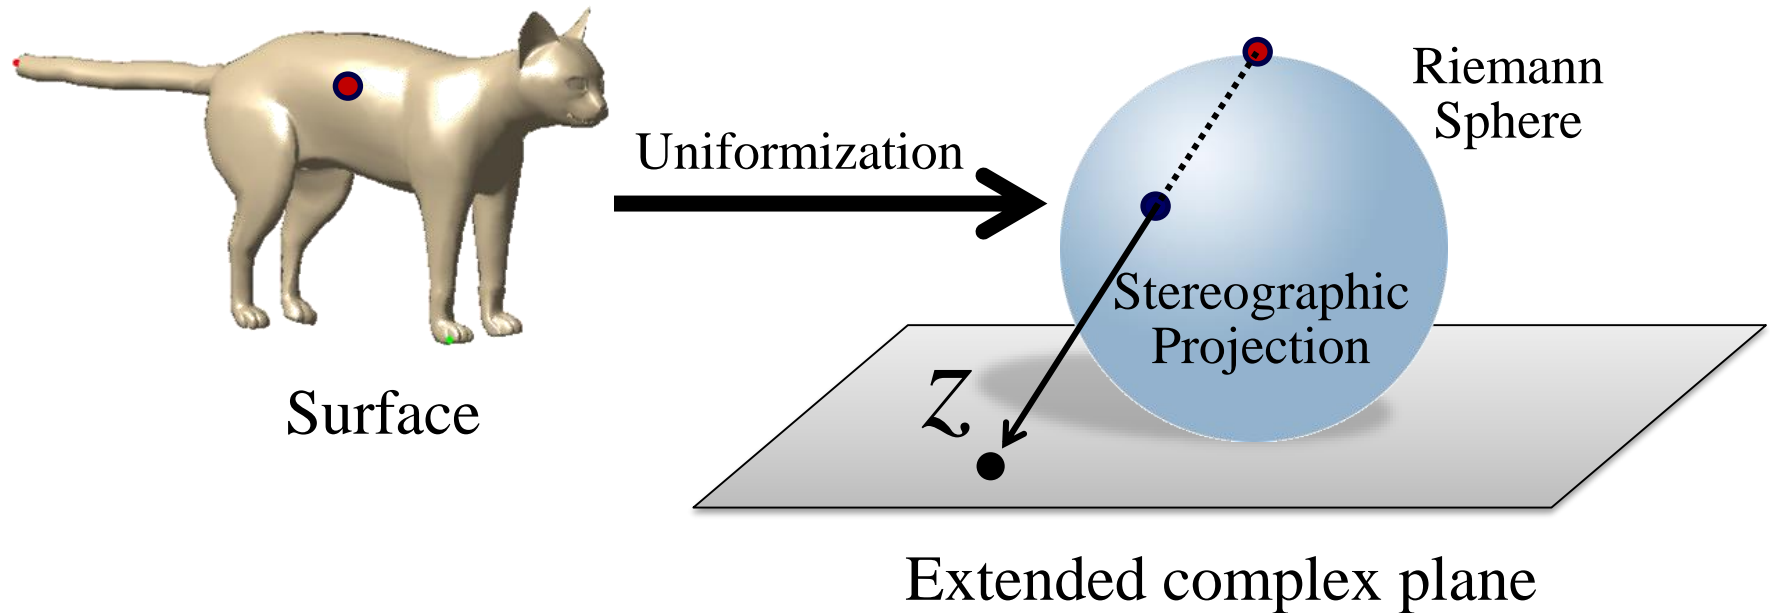 Uniformization
Surface
Riemann
Sphere
Stereographic
Projection
z
Extended complex plane